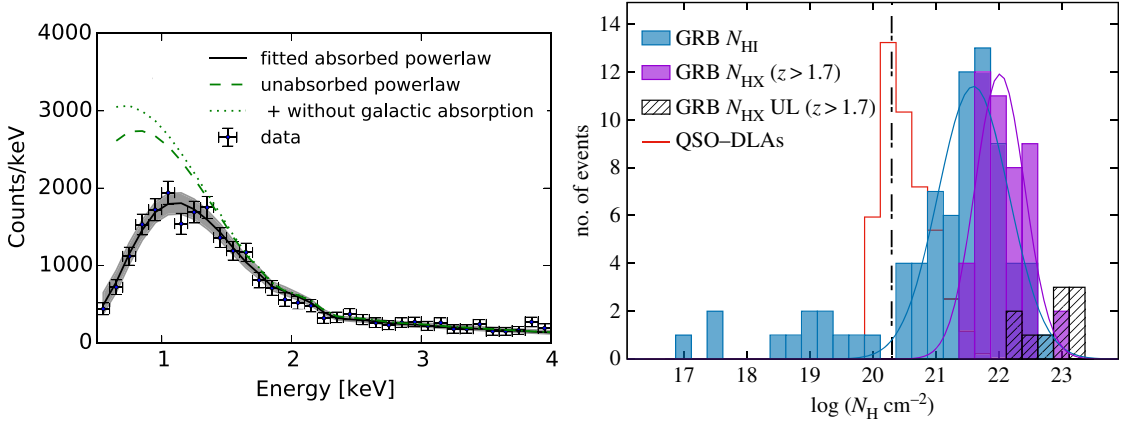 4000
3000
2000
1000
0
Counts/keV
fitted absorbed powerlaw
unabsorbed powerlaw
+ without galactic absorption
data
1
2
3
4
Energy [keV]
14
12
10
8
6
4
2
0
no. of events
GRB N_HI
GRB N_HX (z > 1.7)
GRB N_HX UL (z > 1.7)
QSO–DLAs
17
18
19
20
21
22
23
log (N_H cm⁻²)